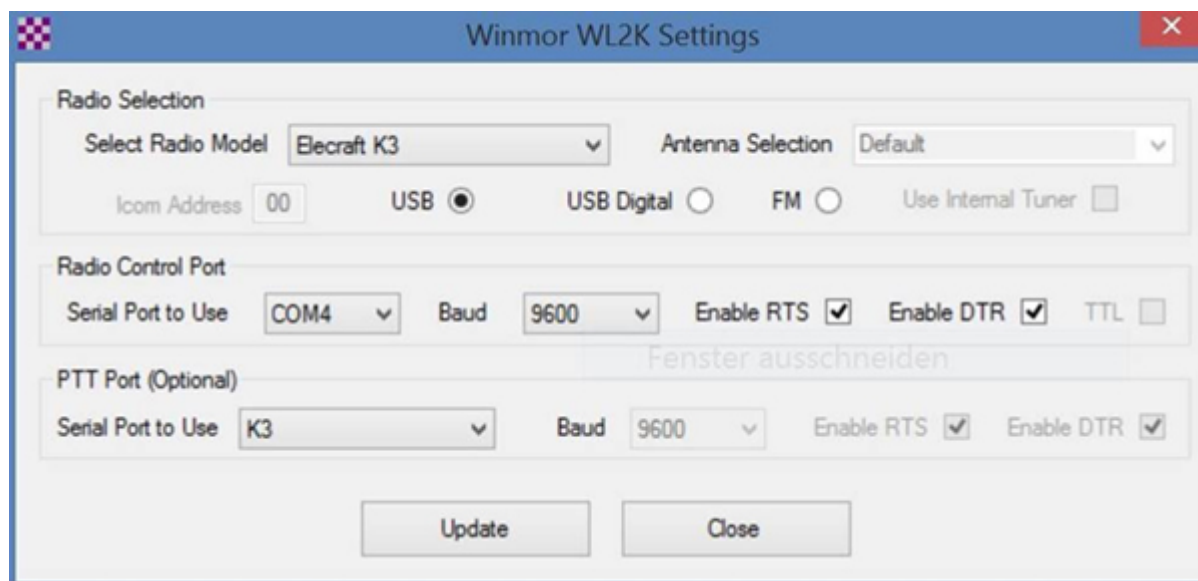 Winmor WL2K Settings
Radio Selection
Select Radio Model Elecraft K3 Antenna Selection Default
Icom Address 00 USB USB Digital FM Use Internal Tuner
Radio Control Port
Serial Port to Use COM4 Baud 9600 Enable RTS Enable DTR TTL
Fenster ausschneiden
PTT Port (Optional)
Serial Port to Use K3 Baud 9600 Enable RTS Enable DTR
Update Close